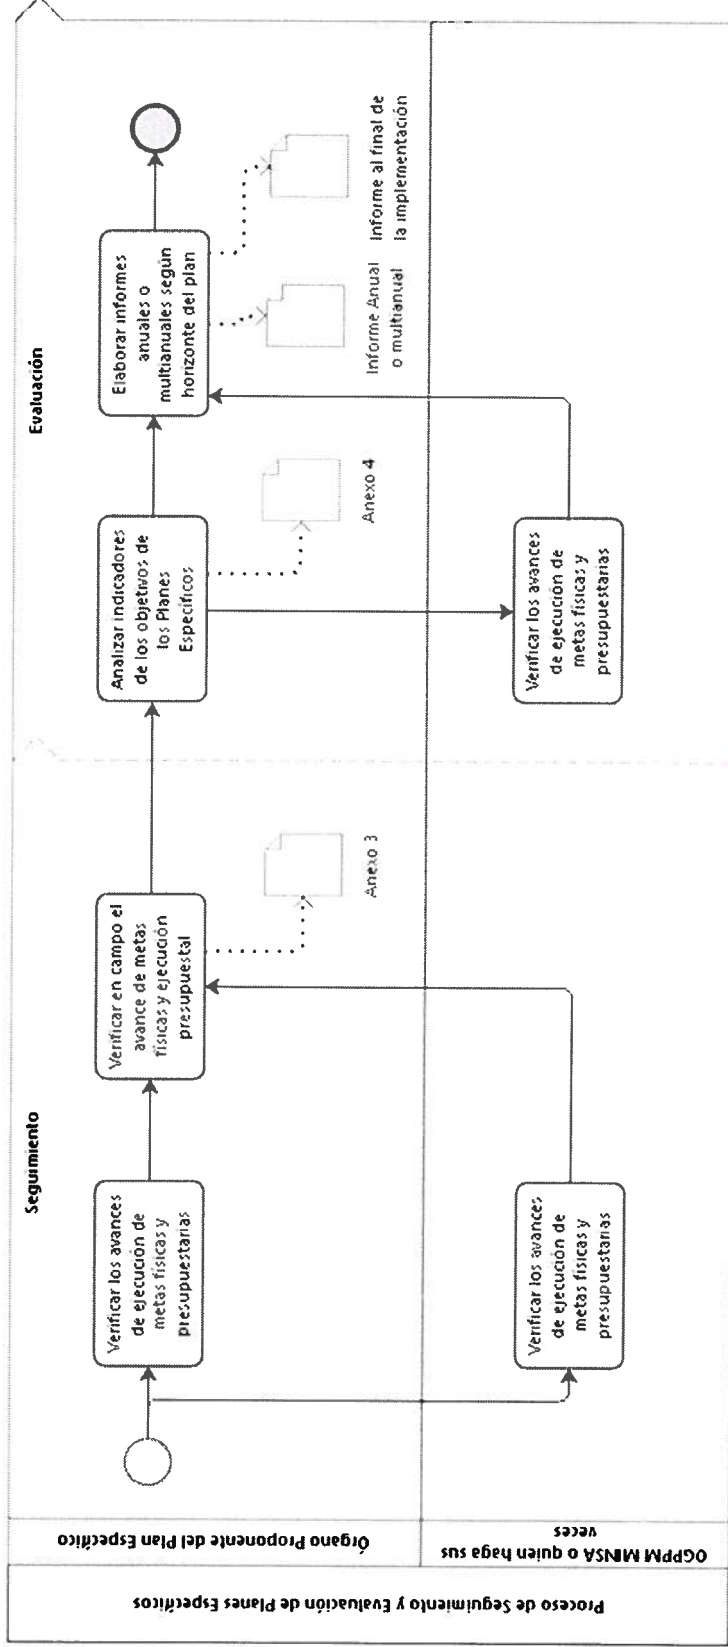 Proceso de Seguimiento y Evaluación de Planes Específicos
Órgano Proponente del Plan Específico
OGPPM MINSA o quien haga sus
veces
Seguimiento
Evaluación
Verificar los avances
de ejecución de
metas físicas y
presupuestarias
Verificar en campo el
avance de metas
físicas y ejecución
presupuestal
Anexo 3
Analizar indicadores
de los objetivos de
los Planes
Específicos
Anexo 4
Elaborar informes
anuales o
multianuales según
horizonte del plan
Informe Anual
o multianual
Informe al final de
la implementación
Verificar los avances
de ejecución de
metas físicas y
presupuestarias
Verificar los avances
de ejecución de
metas físicas y
presupuestarias